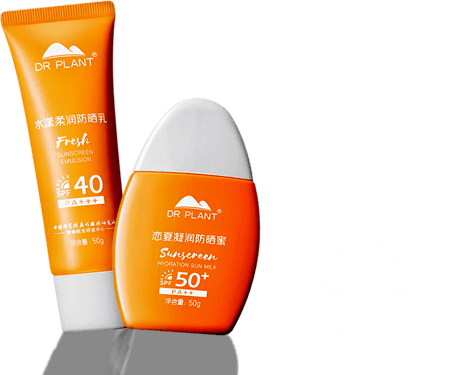 DR PLANT®
水漾柔润防晒乳
Fresh
SUNSCREEN
EMULSION
SPF 40
PA+++
净含量: 50g
DR PLANT®
恋夏凝润防晒蜜
Sunscreen
HYDRATION SUN MILK
SPF 50+
PA++
净含量: 50g